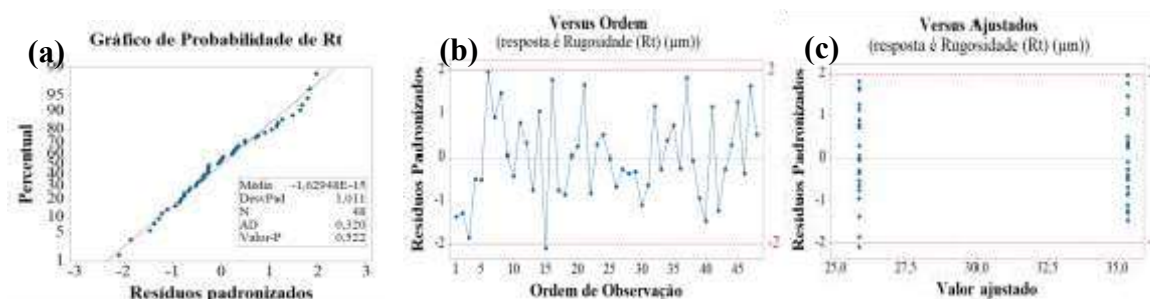 (a)
Gráfico de Probabilidade de Rt
Percentual
99
95
90
80
70
60
50
40
30
20
10
5
1
Média -1,62948E-15
DesvPad 1,011
N 48
AD 0,320
Valor-P 0,522
-3 -2 -1 0 1 2 3
Resíduos padronizados
(b)
Versus Ordem
(resposta é Rugosidade (Rt) (µm))
Resíduos Padronizados
2
1
0
-1
-2
2
-2
1 5 10 15 20 25 30 35 40 45
Ordem de Observação
(c)
Versus Ajustados
(resposta é Rugosidade (Rt) (µm))
Resíduos Padronizados
2
1
0
-1
-2
25,0 27,5 30,0 32,5 35,0
Valor ajustado